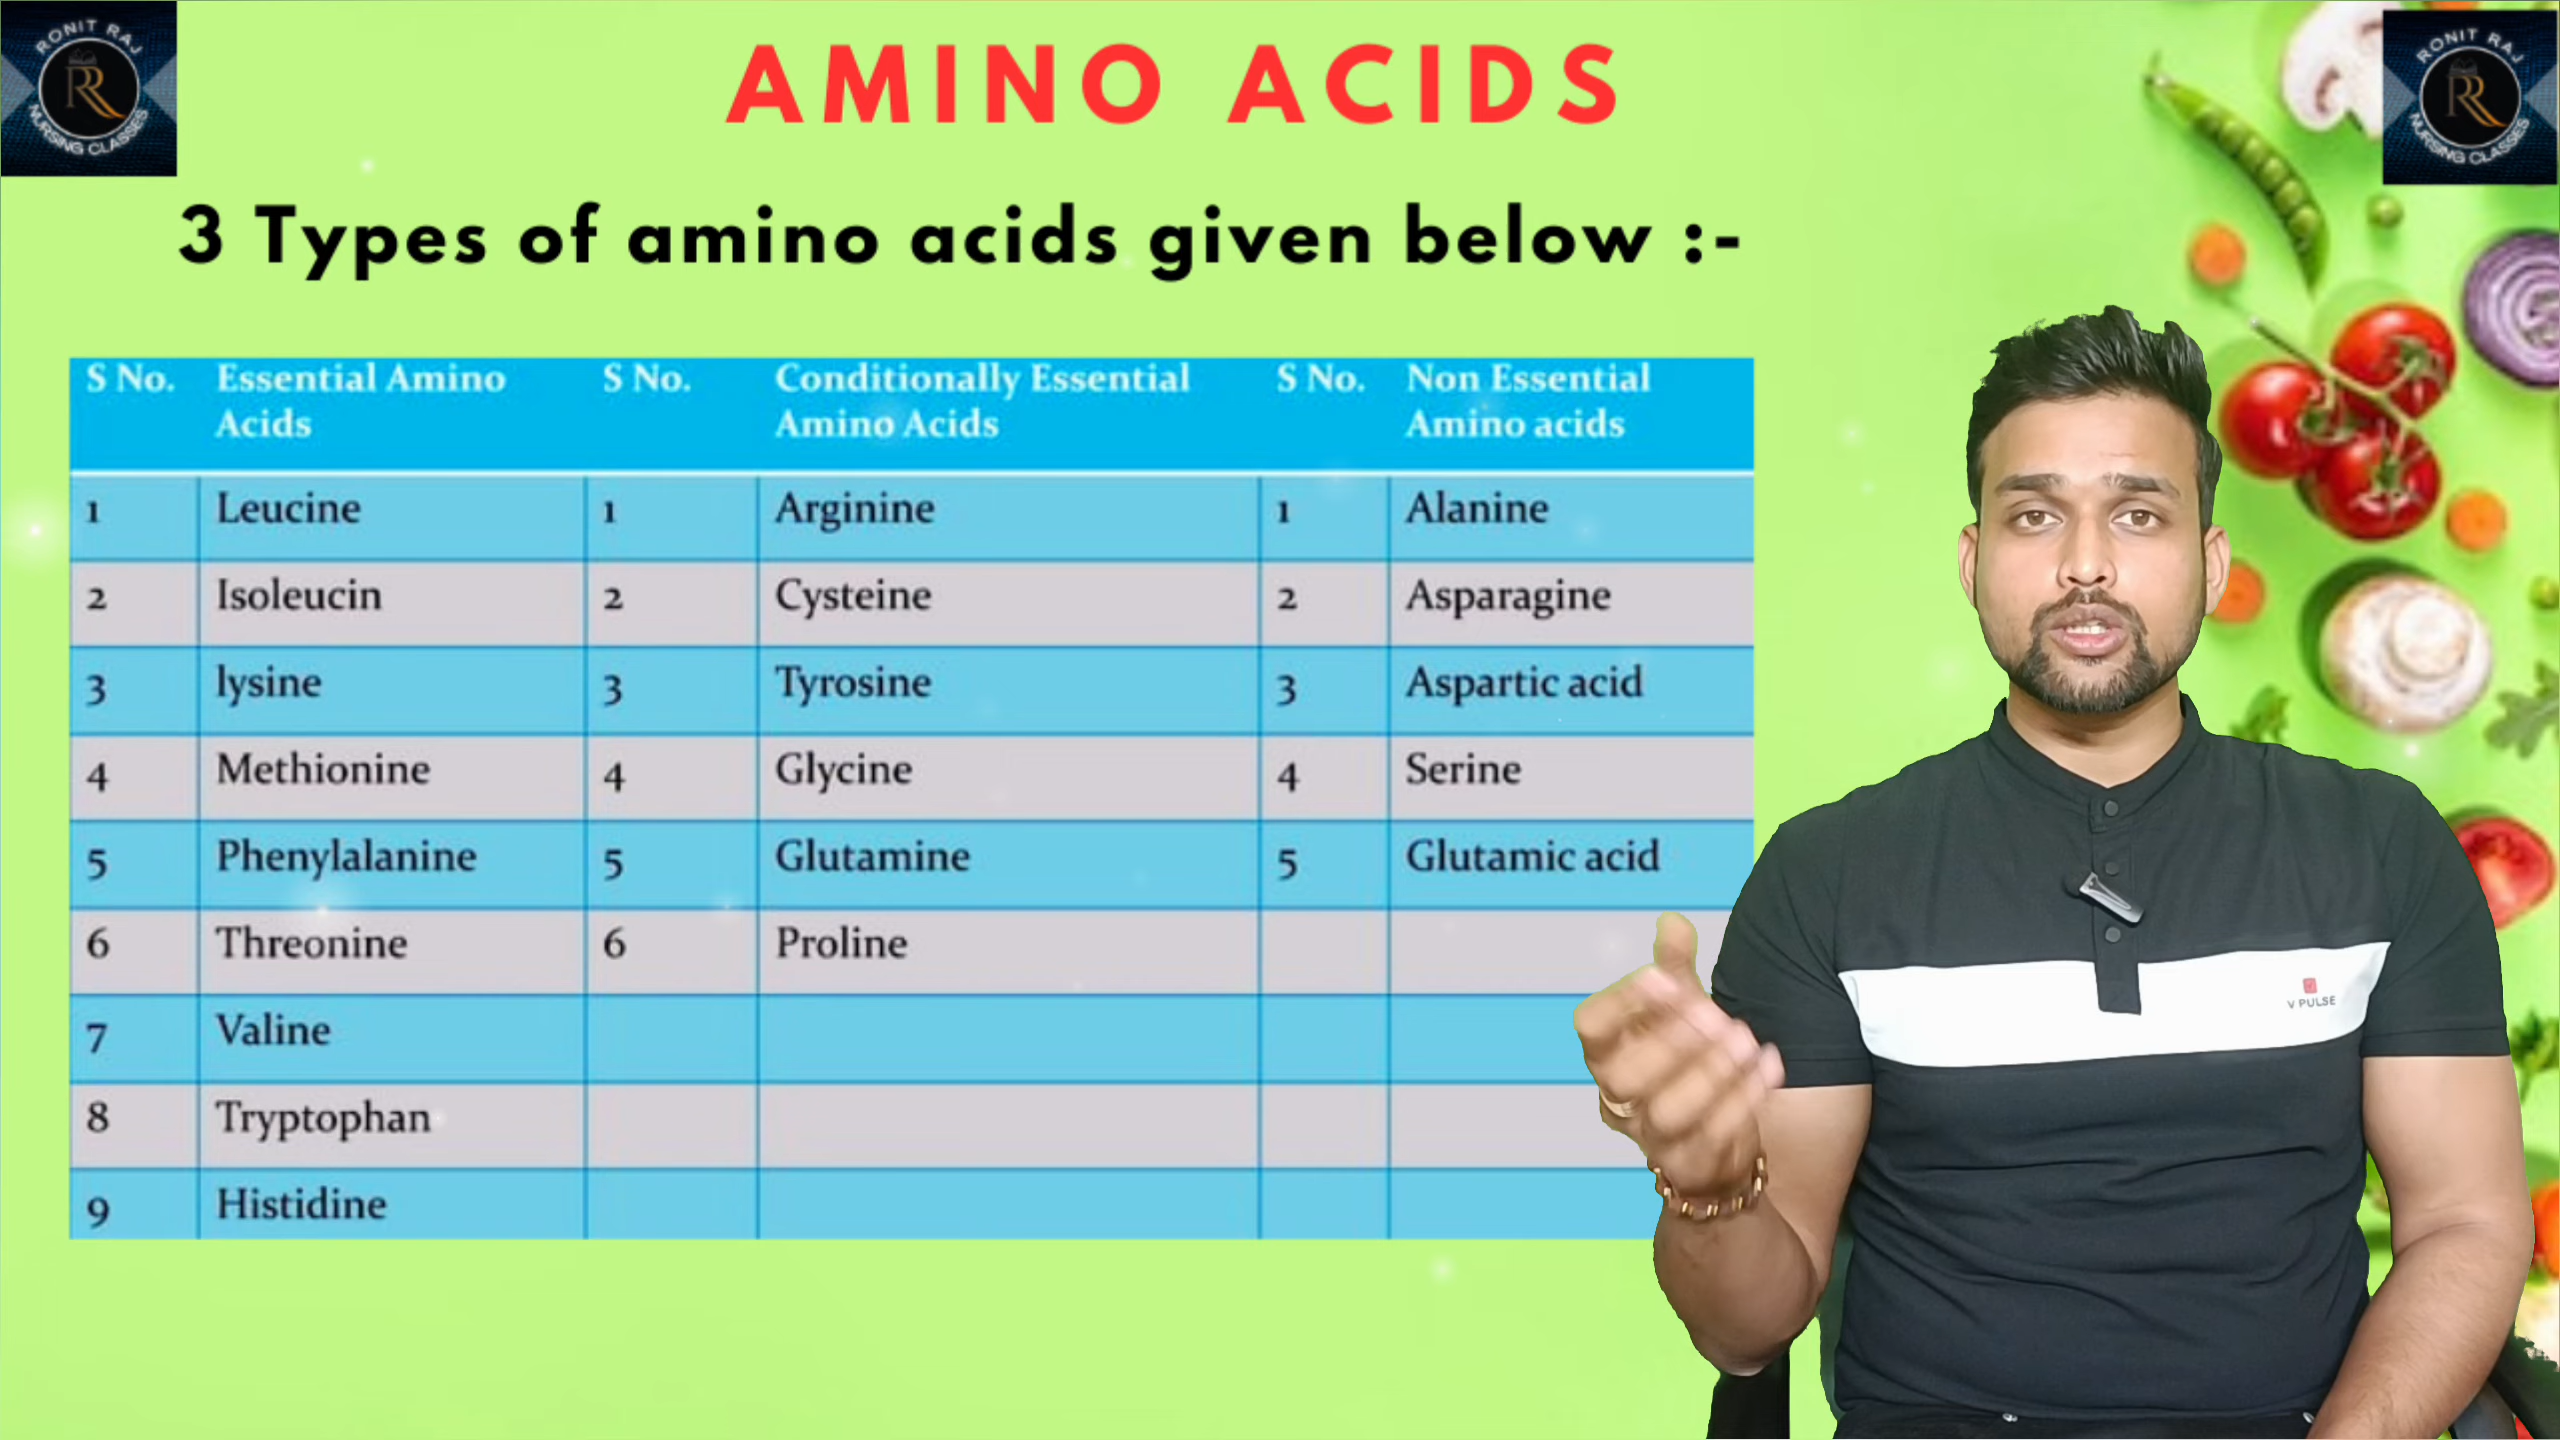 RONIT RAJ
RR
NURSING CLASSES
AMINO ACIDS
RONIT RAJ
RR
NURSING CLASSES
3 Types of amino acids given below :-
S No. Essential Amino Acids S No. Conditionally Essential Amino Acids S No. Non Essential Amino acids
1 Leucine 1 Arginine 1 Alanine
2 Isoleucin 2 Cysteine 2 Asparagine
3 lysine 3 Tyrosine 3 Aspartic acid
4 Methionine 4 Glycine 4 Serine
5 Phenylalanine 5 Glutamine 5 Glutamic acid
6 Threonine 6 Proline
7 Valine
8 Tryptophan
9 Histidine
V PULSE